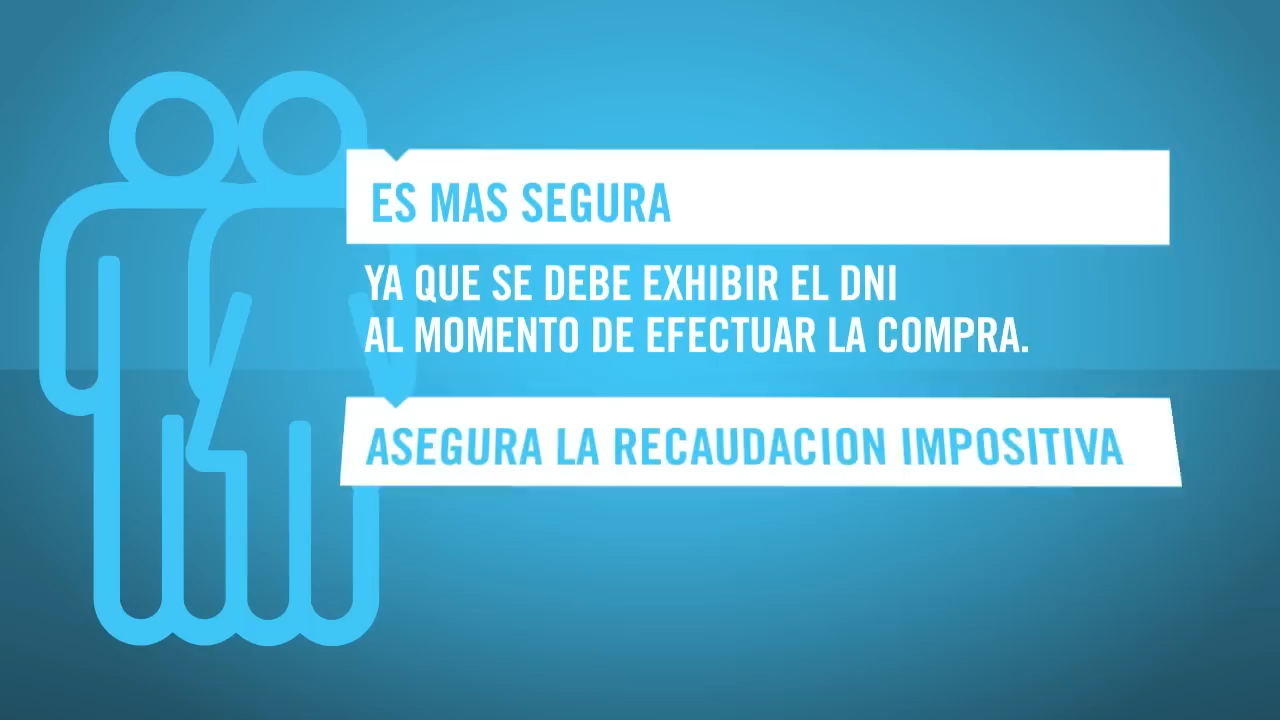 ES MAS SEGURA
YA QUE SE DEBE EXHIBIR EL DNI
AL MOMENTO DE EFECTUAR LA COMPRA.
ASEGURA LA RECAUDACION IMPOSITIVA